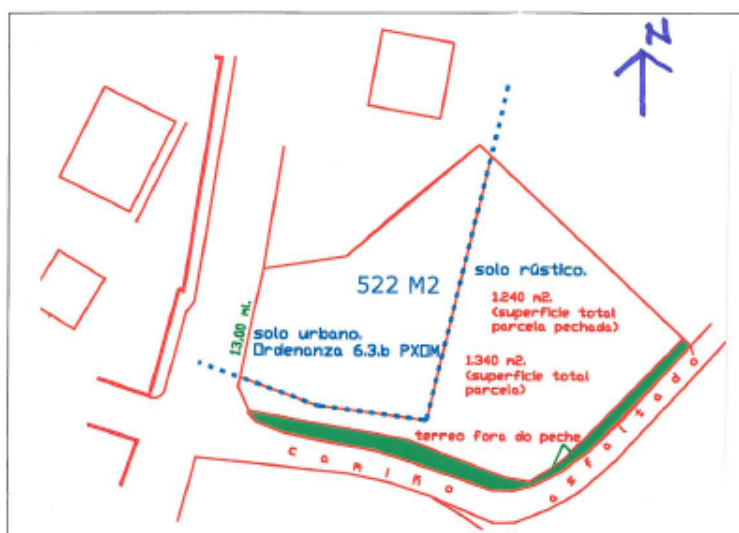 N
522 M2
solo rústico.
1.240 m2.
(superficie total
parcela pechada)
13,00 ml.
solo urbano.
Ordenanza 6.3.b PXOM
1.340 m2.
(superficie total
parcela)
terreo fora do peche
camiño asfaltado